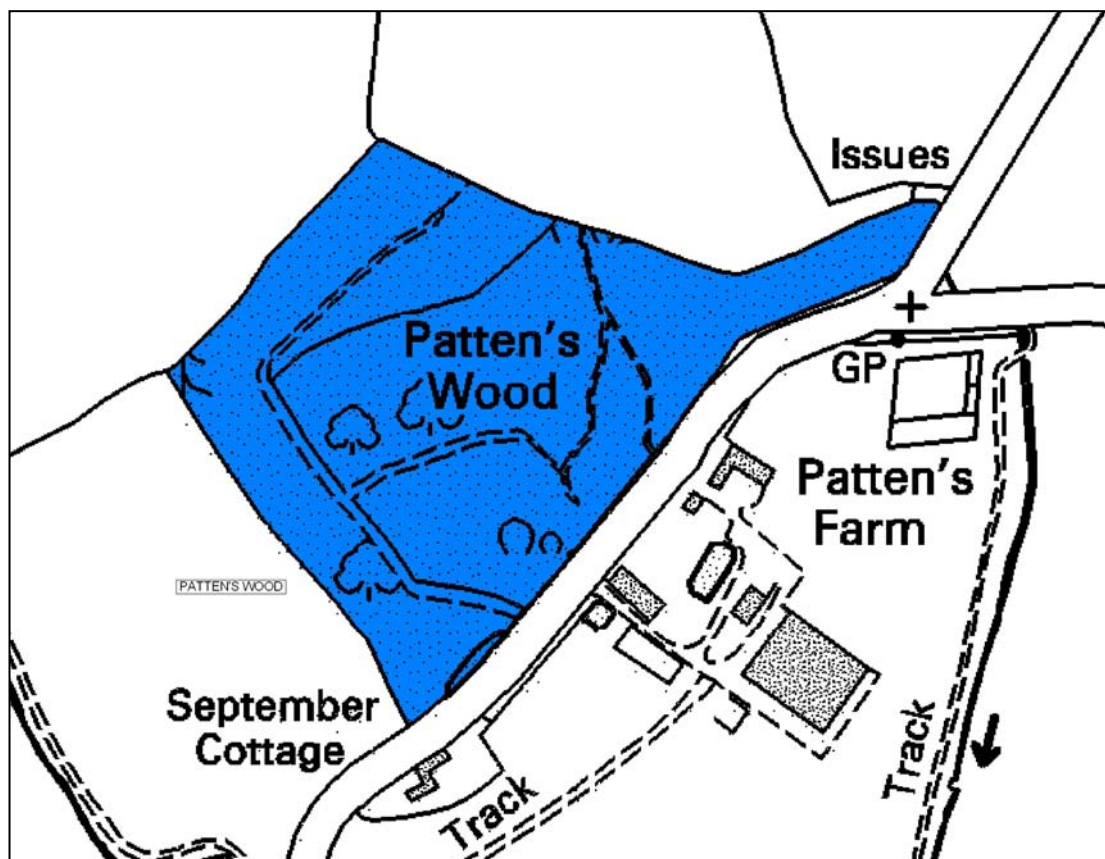 Issues
Patten's
Wood
GP
Patten's
Farm
PATTEN'S WOOD
September
Cottage
Track
Track